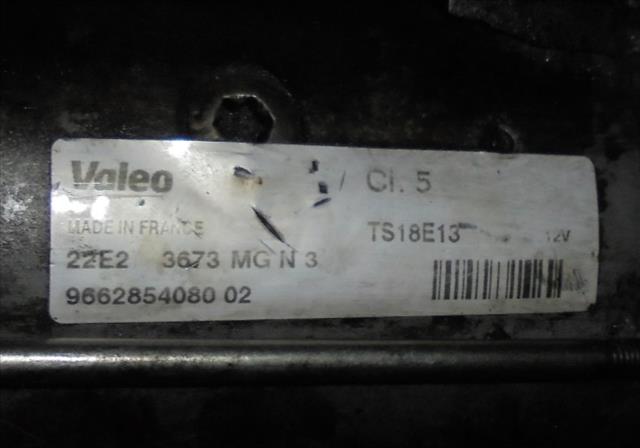 Valeo Cl. 5
MADE IN FRANCE TS18E13 12V
22E2 3673 MG N 3
9662854080 02